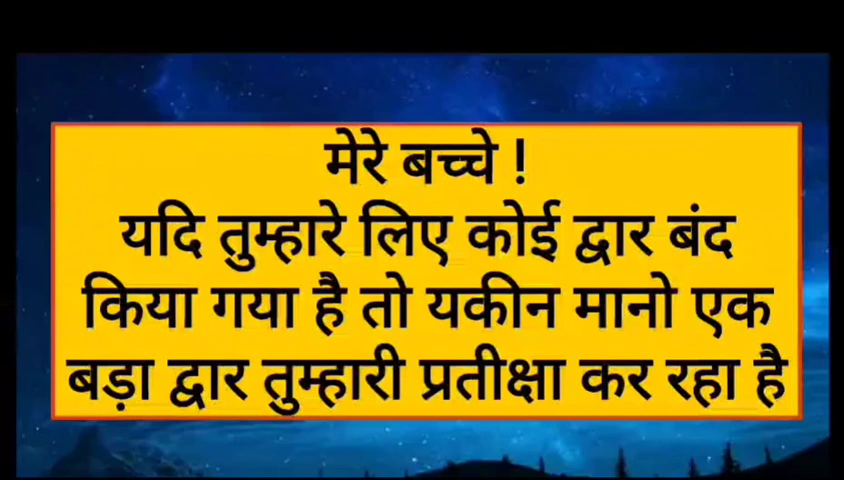 मेरे बच्चे !
यदि तुम्हारे लिए कोई द्वार बंद
किया गया है तो यकीन मानो एक
बड़ा द्वार तुम्हारी प्रतीक्षा कर रहा है